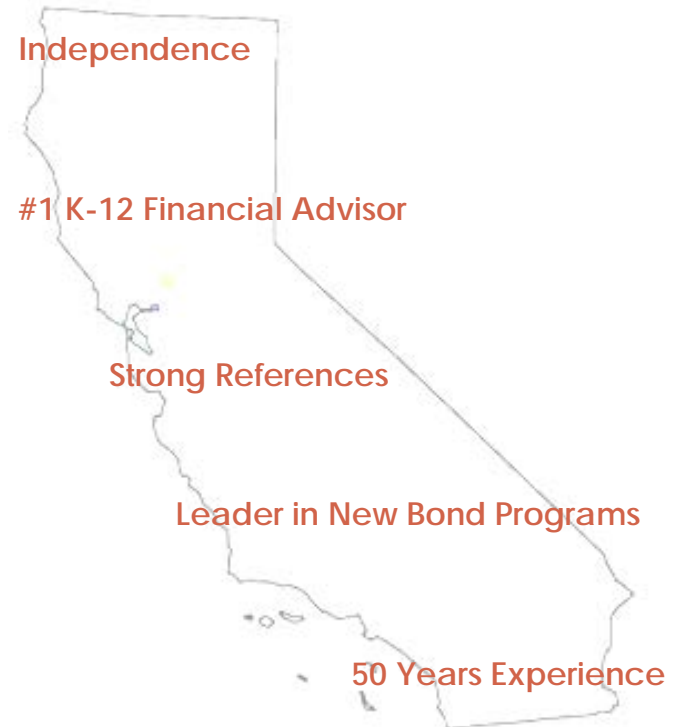 Independence
#1 K-12 Financial Advisor
Strong References
Leader in New Bond Programs
50 Years Experience